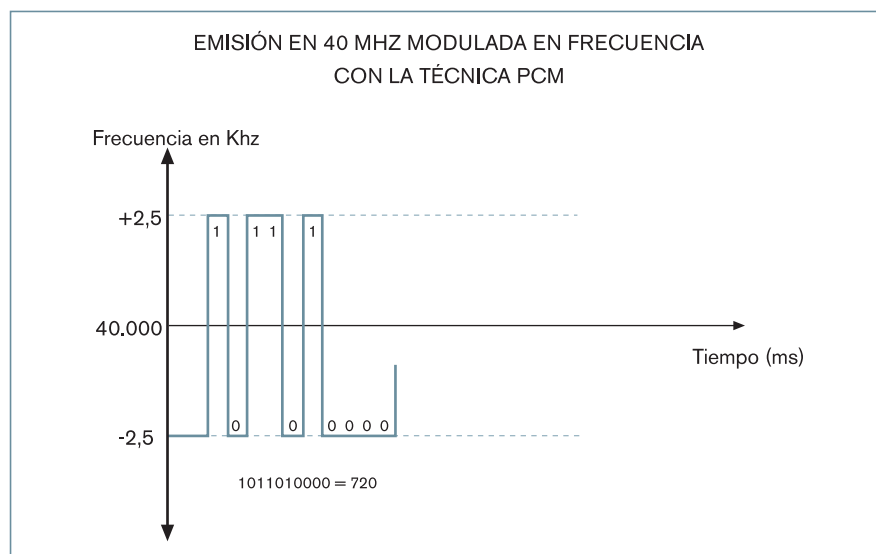 EMISIÓN EN 40 MHZ MODULADA EN FRECUENCIA
CON LA TÉCNICA PCM
Frecuencia en Khz
+2,5
1 1 1 1
40.000
Tiempo (ms)
0 0 0 0 0 0
-2,5
1011010000 = 720